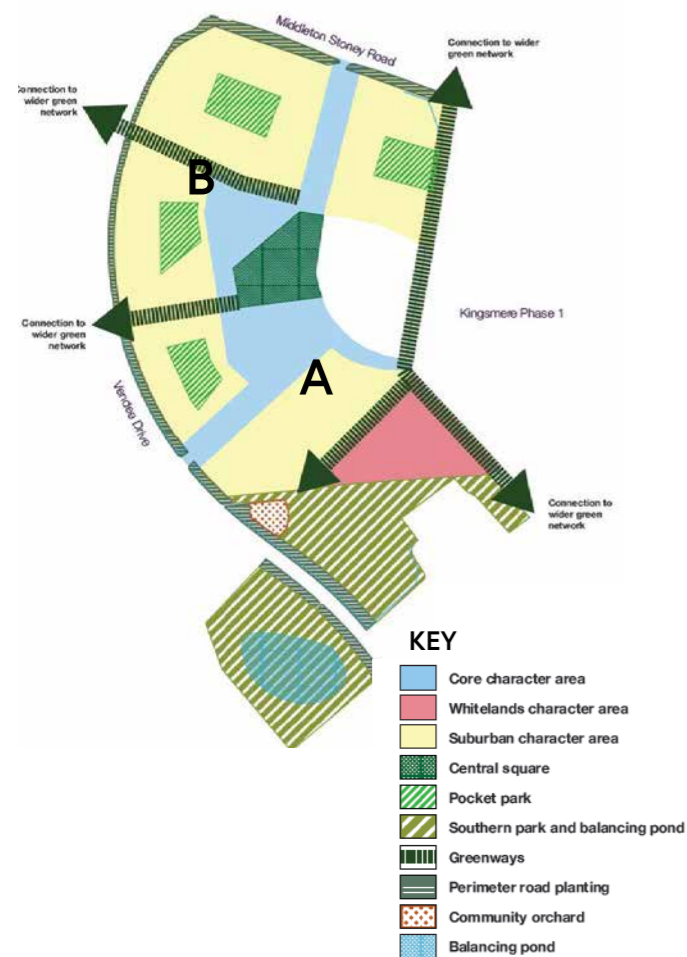 Middleton Stoney Road
Connection to wider
green network
Connection to
wider green
network
B
Kingsmere Phase 1
Connection to
wider green
network
A
Vendee Drive
Connection to
wider green
network
KEY
Core character area
Whitelands character area
Suburban character area
Central square
Pocket park
Southern park and balancing pond
Greenways
Perimeter road planting
Community orchard
Balancing pond